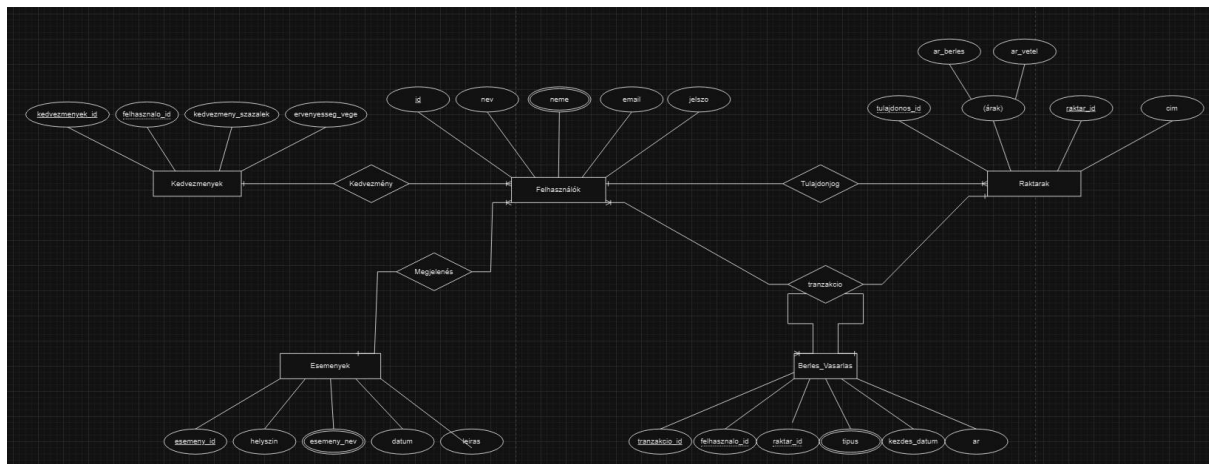 ar_berles
ar_vetel
kedvezmenyek_id
felhasznalo_id
kedvezmeny_szazalek
ervenyesseg_vege
id
nev
neme
email
jelszo
tulajdonos_id
(árak)
raktar_id
cim
Kedvezmenyek
Kedvezmény
Felhasználók
Tulajdonjog
Raktarak
Megjelenés
tranzakcio
Esemenyek
Berles_Vasarlas
esemeny_id
helyszin
esemeny_nev
datum
leiras
tranzakcio_id
felhasznalo_id
raktar_id
tipus
kezdes_datum
ar